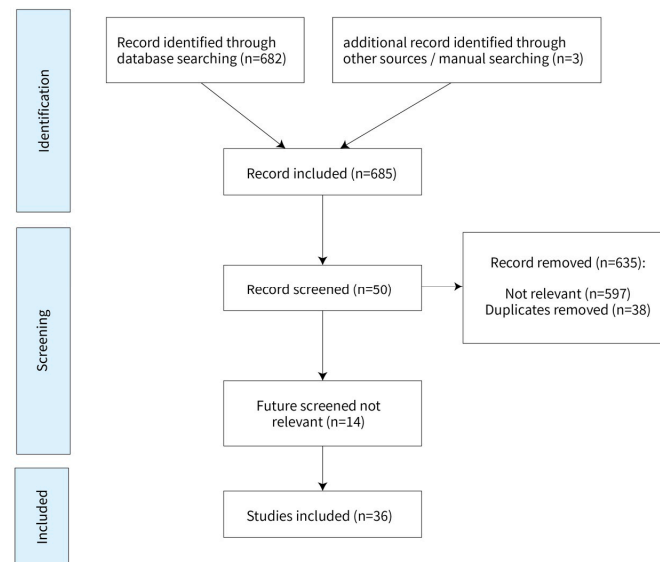 Identification
Record identified through
database searching (n=682)
additional record identified through
other sources / manual searching (n=3)
Record included (n=685)
Screening
Record screened (n=50)
Record removed (n=635):
Not relevant (n=597)
Duplicates removed (n=38)
Future screened not
relevant (n=14)
Included
Studies included (n=36)